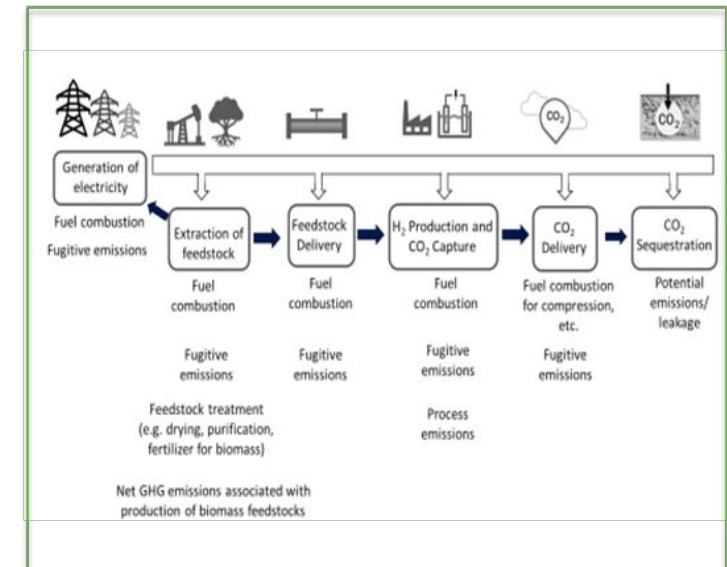 CO₂
CO₂
Generation of
electricity
Fuel combustion
Fugitive emissions
Extraction of
feedstock
Fuel
combustion
Fugitive
emissions
Feedstock treatment
(e.g. drying, purification,
fertilizer for biomass)
Net GHG emissions associated with
production of biomass feedstocks
Feedstock
Delivery
Fuel
combustion
Fugitive
emissions
H₂ Production and
CO₂ Capture
Fuel
combustion
Fugitive
emissions
Process
emissions
CO₂
Delivery
Fuel combustion
for compression,
etc.
Fugitive
emissions
CO₂
Sequestration
Potential
emissions/
leakage